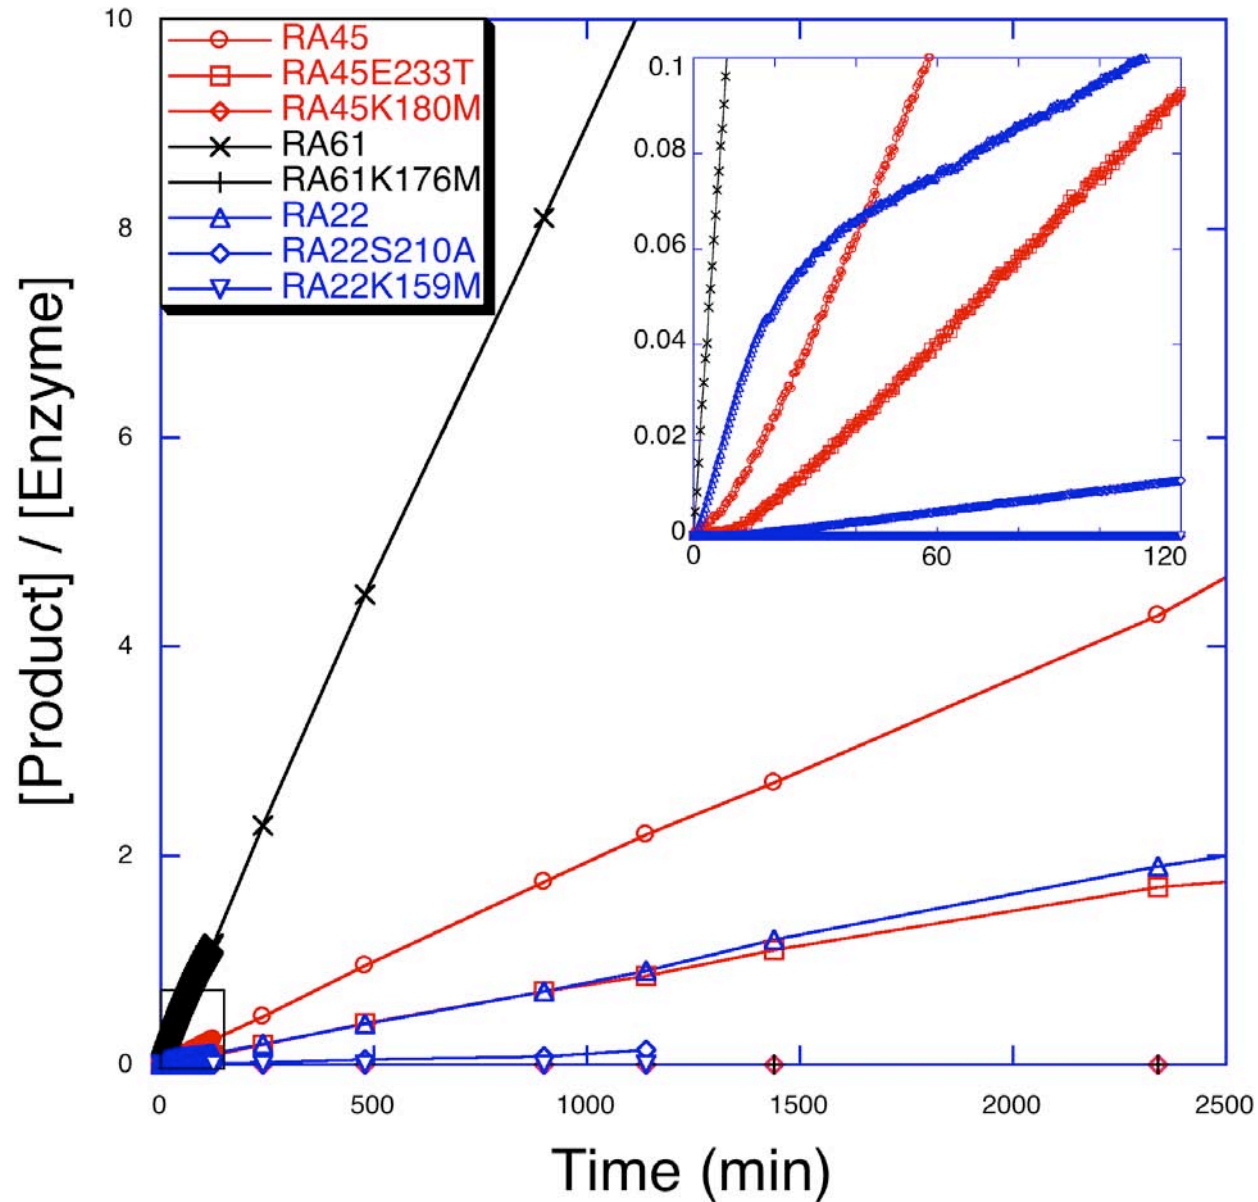 10
8
6
4
2
0
[Product] / [Enzyme]
RA45
RA45E233T
RA45K180M
RA61
RA61K176M
RA22
RA22S210A
RA22K159M
0.1
0.08
0.06
0.04
0.02
0
0 60 120
0 500 1000 1500 2000 2500
Time (min)